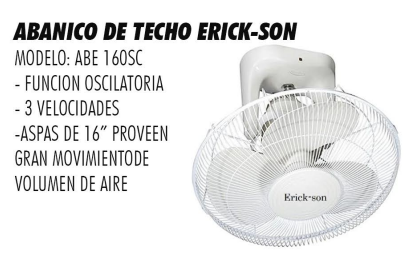 ABANICO DE TECHO ERICK-SON
MODELO: ABE 160SC
- FUNCION OSCILATORIA
- 3 VELOCIDADES
-ASPAS DE 16" PROVEEN
GRAN MOVIMIENTODE
VOLUMEN DE AIRE
Erick-son